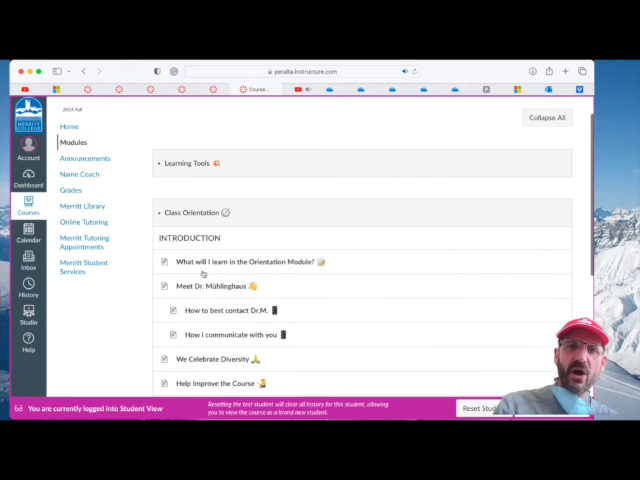 peralta.instructure.com
Course...
MERRITT COLLEGE
Account
Dashboard
Courses
Calendar
Inbox
History
Studio
Help
2024 Fall
Home
Modules
Announcements
Name Coach
Grades
Merritt Library
Online Tutoring
Merritt Tutoring
Appointments
Merritt Student
Services
Collapse All
Learning Tools
Class Orientation
INTRODUCTION
What will I learn in the Orientation Module?
Meet Dr. Mühlinghaus
How to best contact Dr.M.
How I communicate with you
We Celebrate Diversity
Help Improve the Course
You are currently logged into Student View
Resetting the test student will clear all history for this student, allowing
you to view the course as a brand new student.
Reset Stud